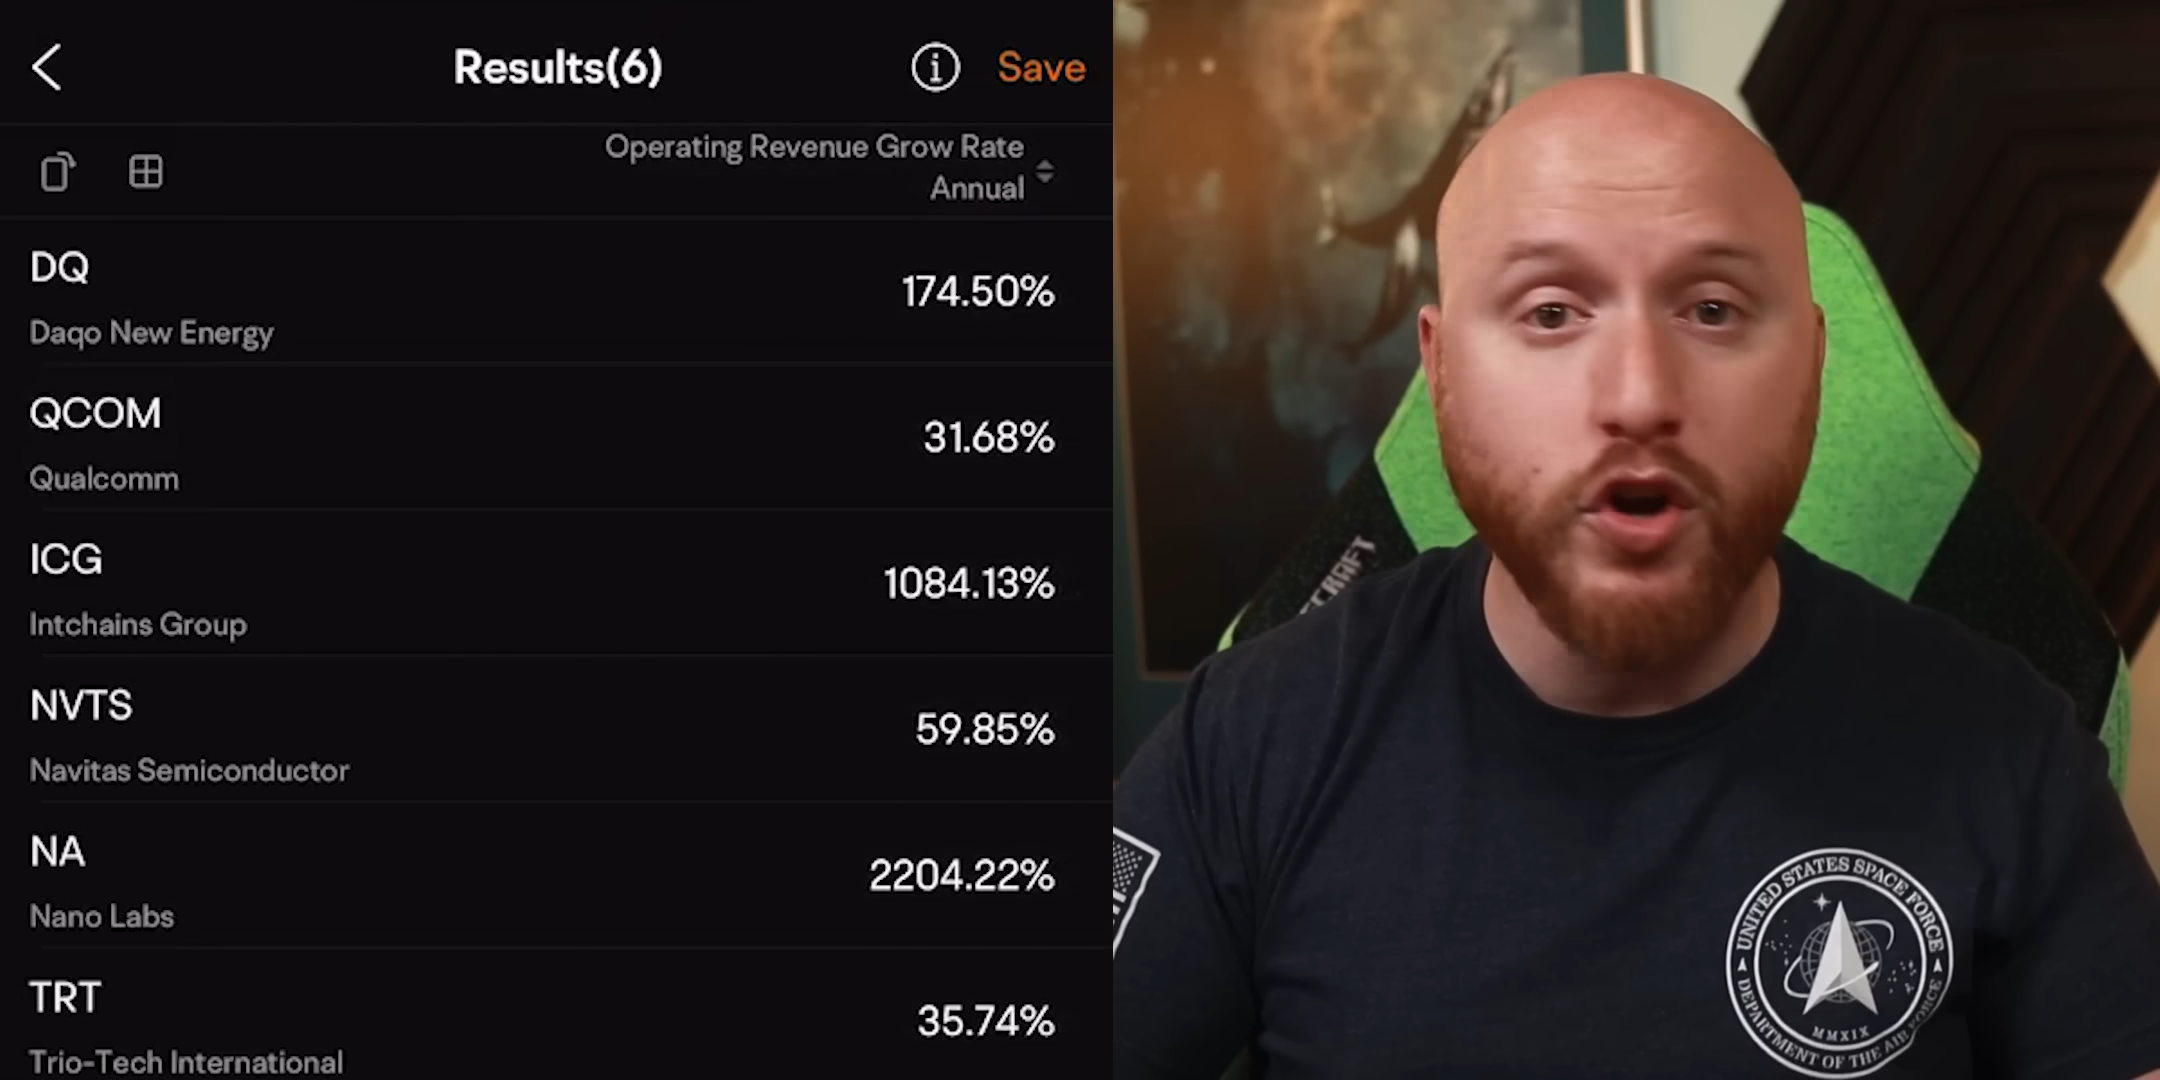 Results(6)
Save
Operating Revenue Grow Rate
Annual
DQ
174.50%
Daqo New Energy
QCOM
31.68%
Qualcomm
ICG
1084.13%
Intchains Group
NVTS
59.85%
Navitas Semiconductor
NA
2204.22%
Nano Labs
TRT
35.74%
Trio-Tech International
UNITED STATES SPACE FORCE
MMXIX
DEPARTMENT OF THE AIR FORCE